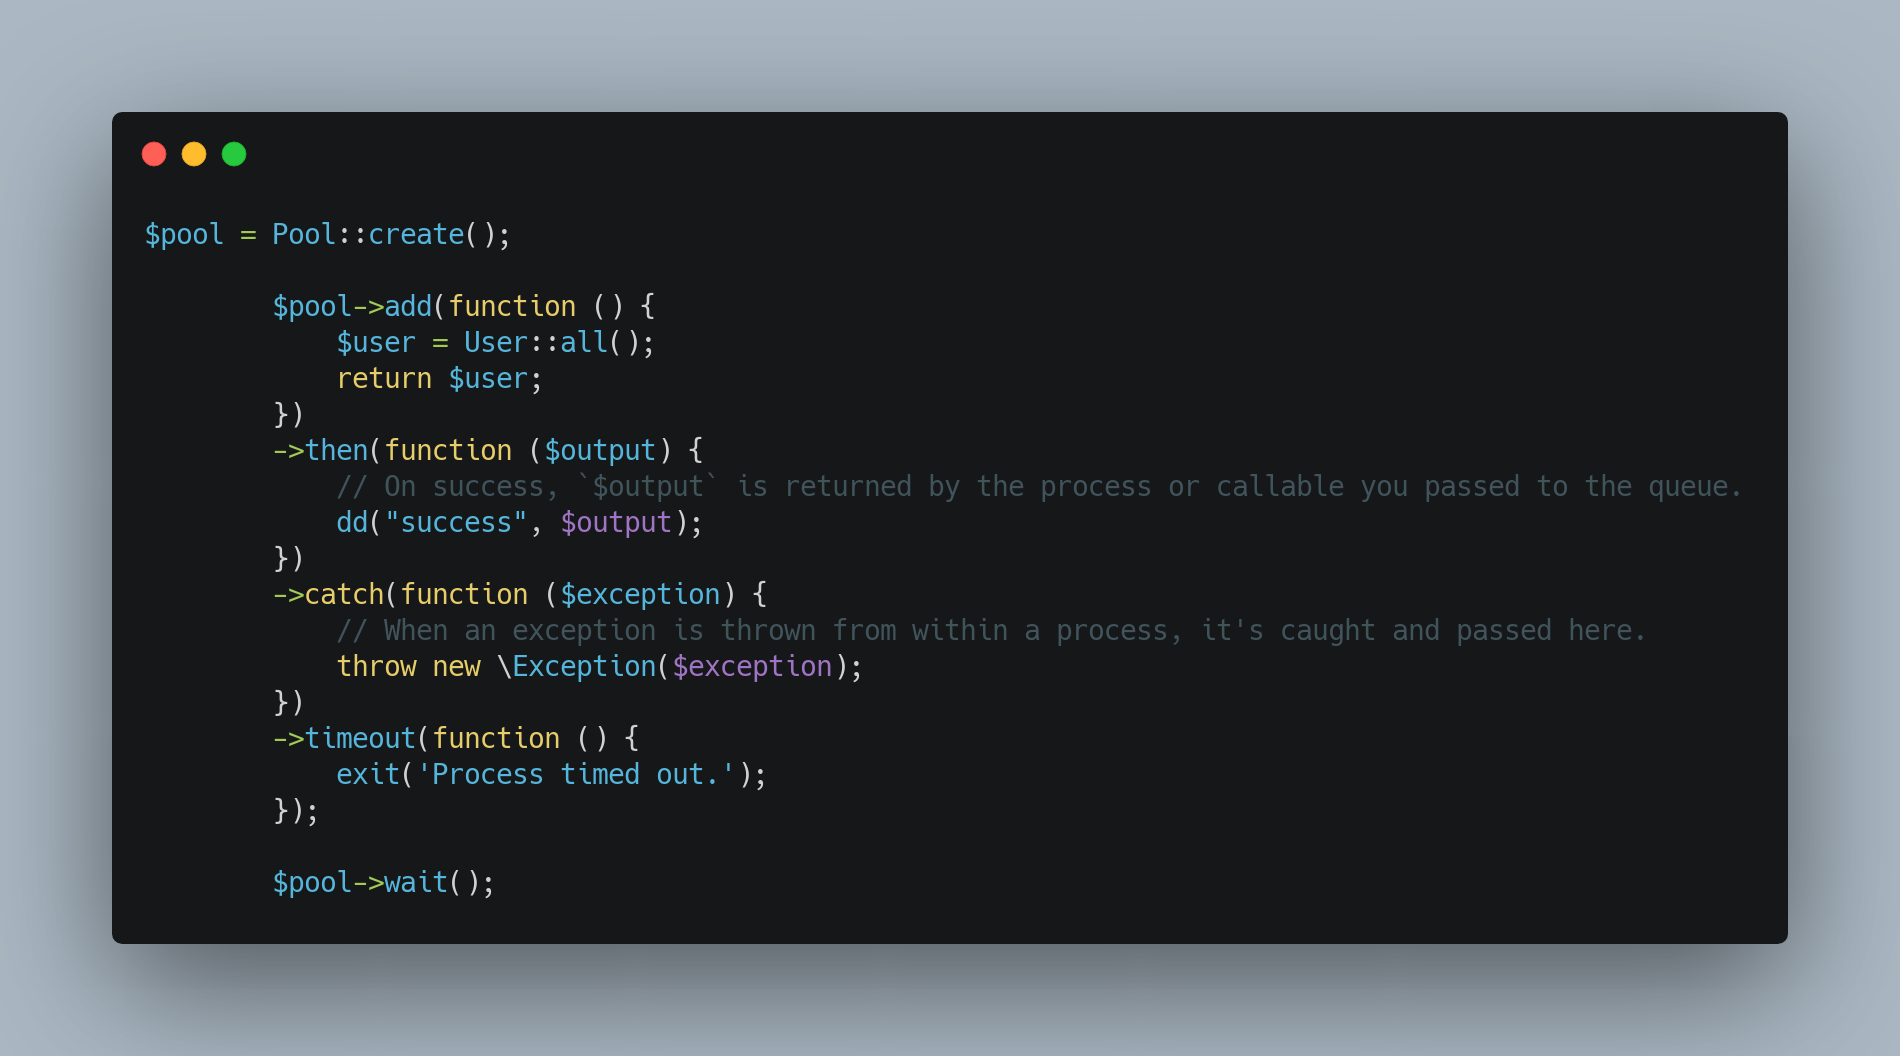 $pool = Pool::create();
$pool->add(function () {
$user = User::all();
return $user;
})
->then(function ($output) {
// On success, `$output` is returned by the process or callable you passed to the queue.
dd("success", $output);
})
->catch(function ($exception) {
// When an exception is thrown from within a process, it's caught and passed here.
throw new \Exception($exception);
})
->timeout(function () {
exit('Process timed out.');
});
$pool->wait();